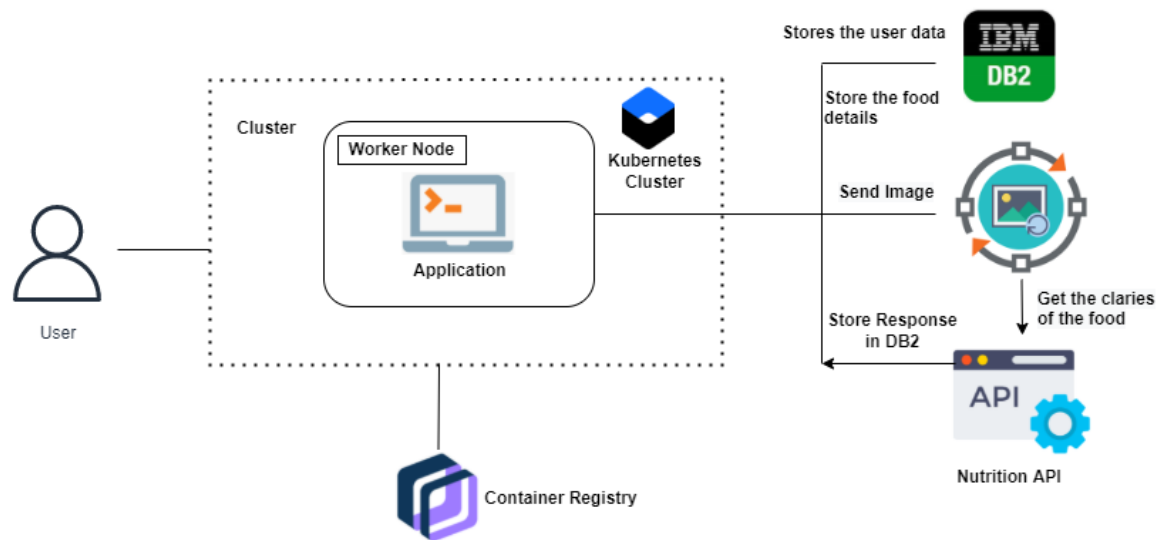 Stores the user data
IBM
DB2
Store the food
details
Cluster
Worker Node
Kubernetes
Cluster
Application
Send Image
User
Get the claries
of the food
Store Response
in DB2
API
Nutrition API
Container Registry